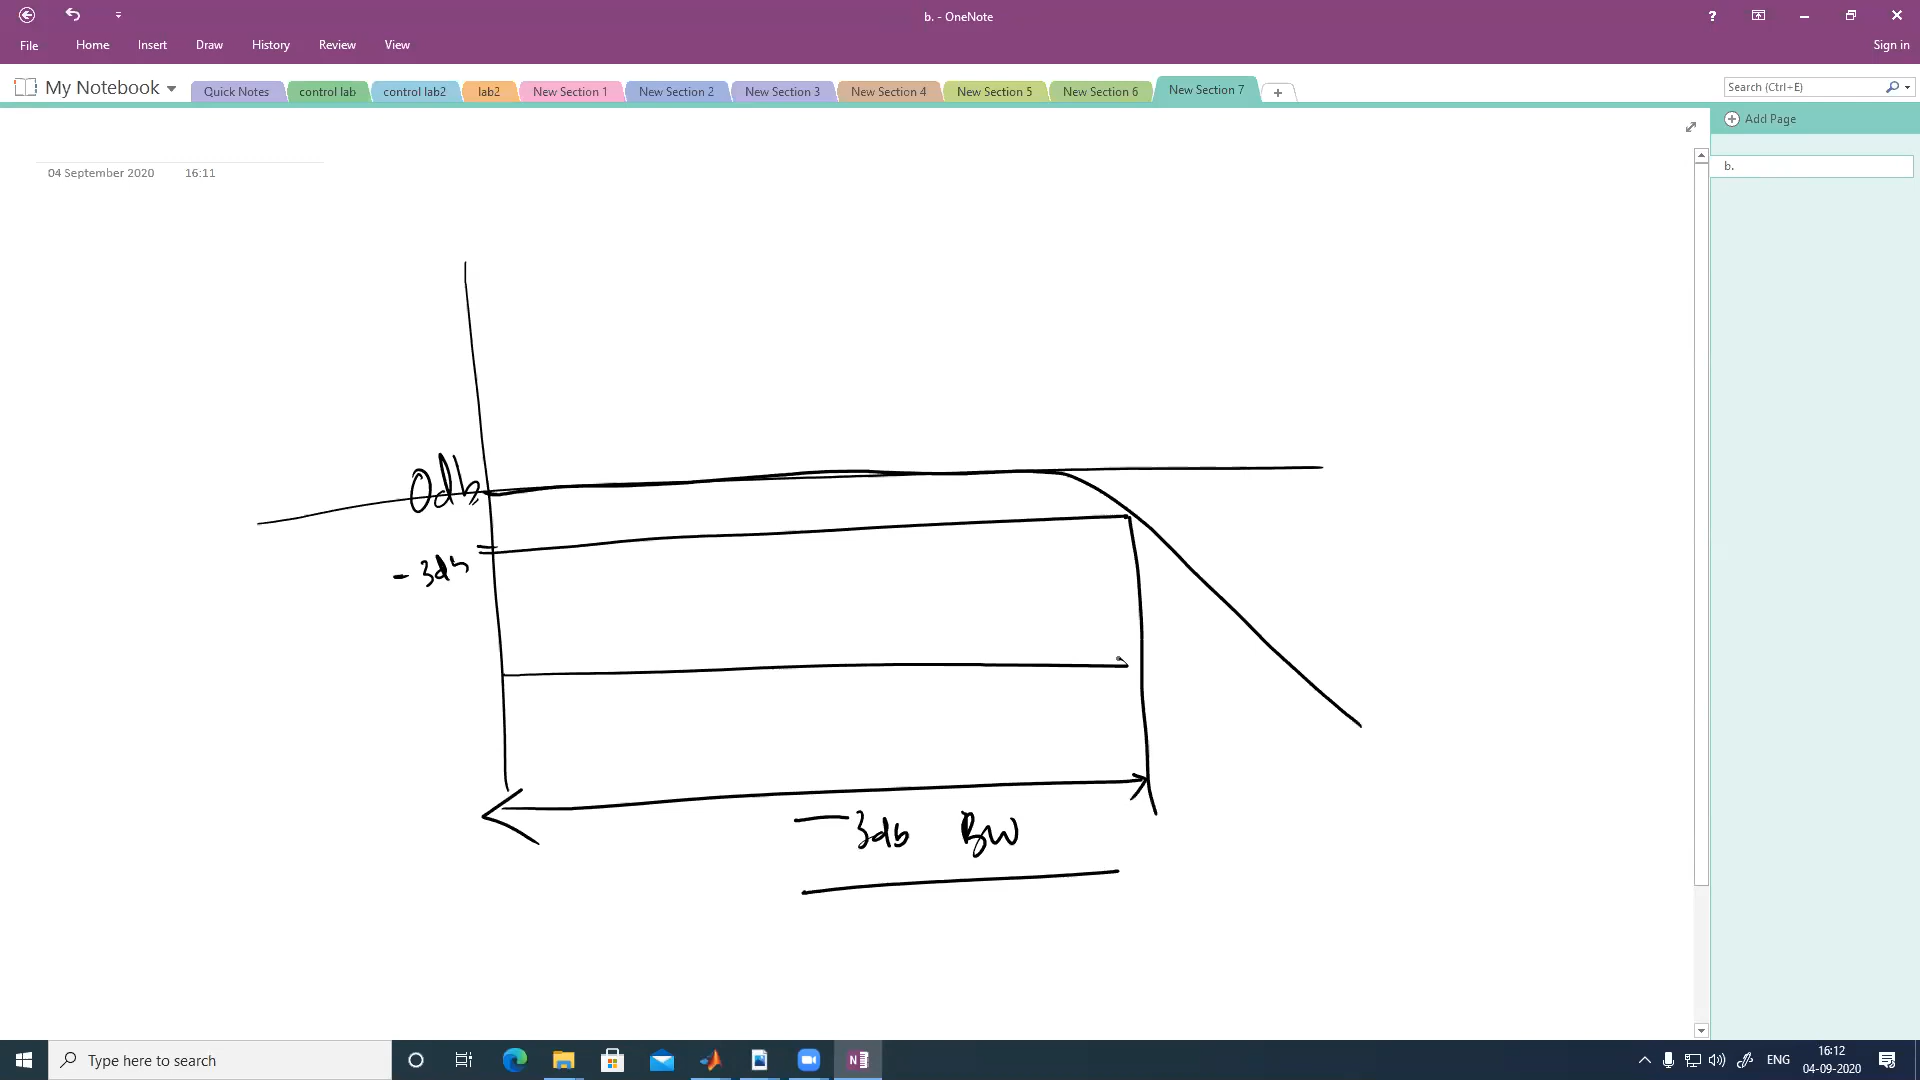 b. - OneNote
?
File Home Insert Draw History Review View Sign in
My Notebook Quick Notes control lab control lab2 lab2 New Section 1 New Section 2 New Section 3 New Section 4 New Section 5 New Section 6 New Section 7 + Search (Ctrl+E)
Add Page
b.
04 September 2020 16:11
0db
-3db
-3db BW
Type here to search
ENG
16:12
04-09-2020